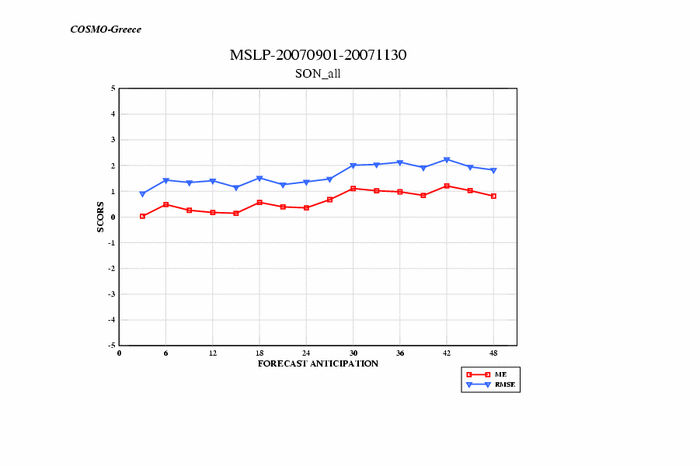 COSMO-Greece
MSLP-20070901-20071130
SON_all
5
4
3
2
1
0
-1
-2
-3
-4
-5
SCORS
0 6 12 18 24 30 36 42 48
FORECAST ANTICIPATION
ME
RMSE